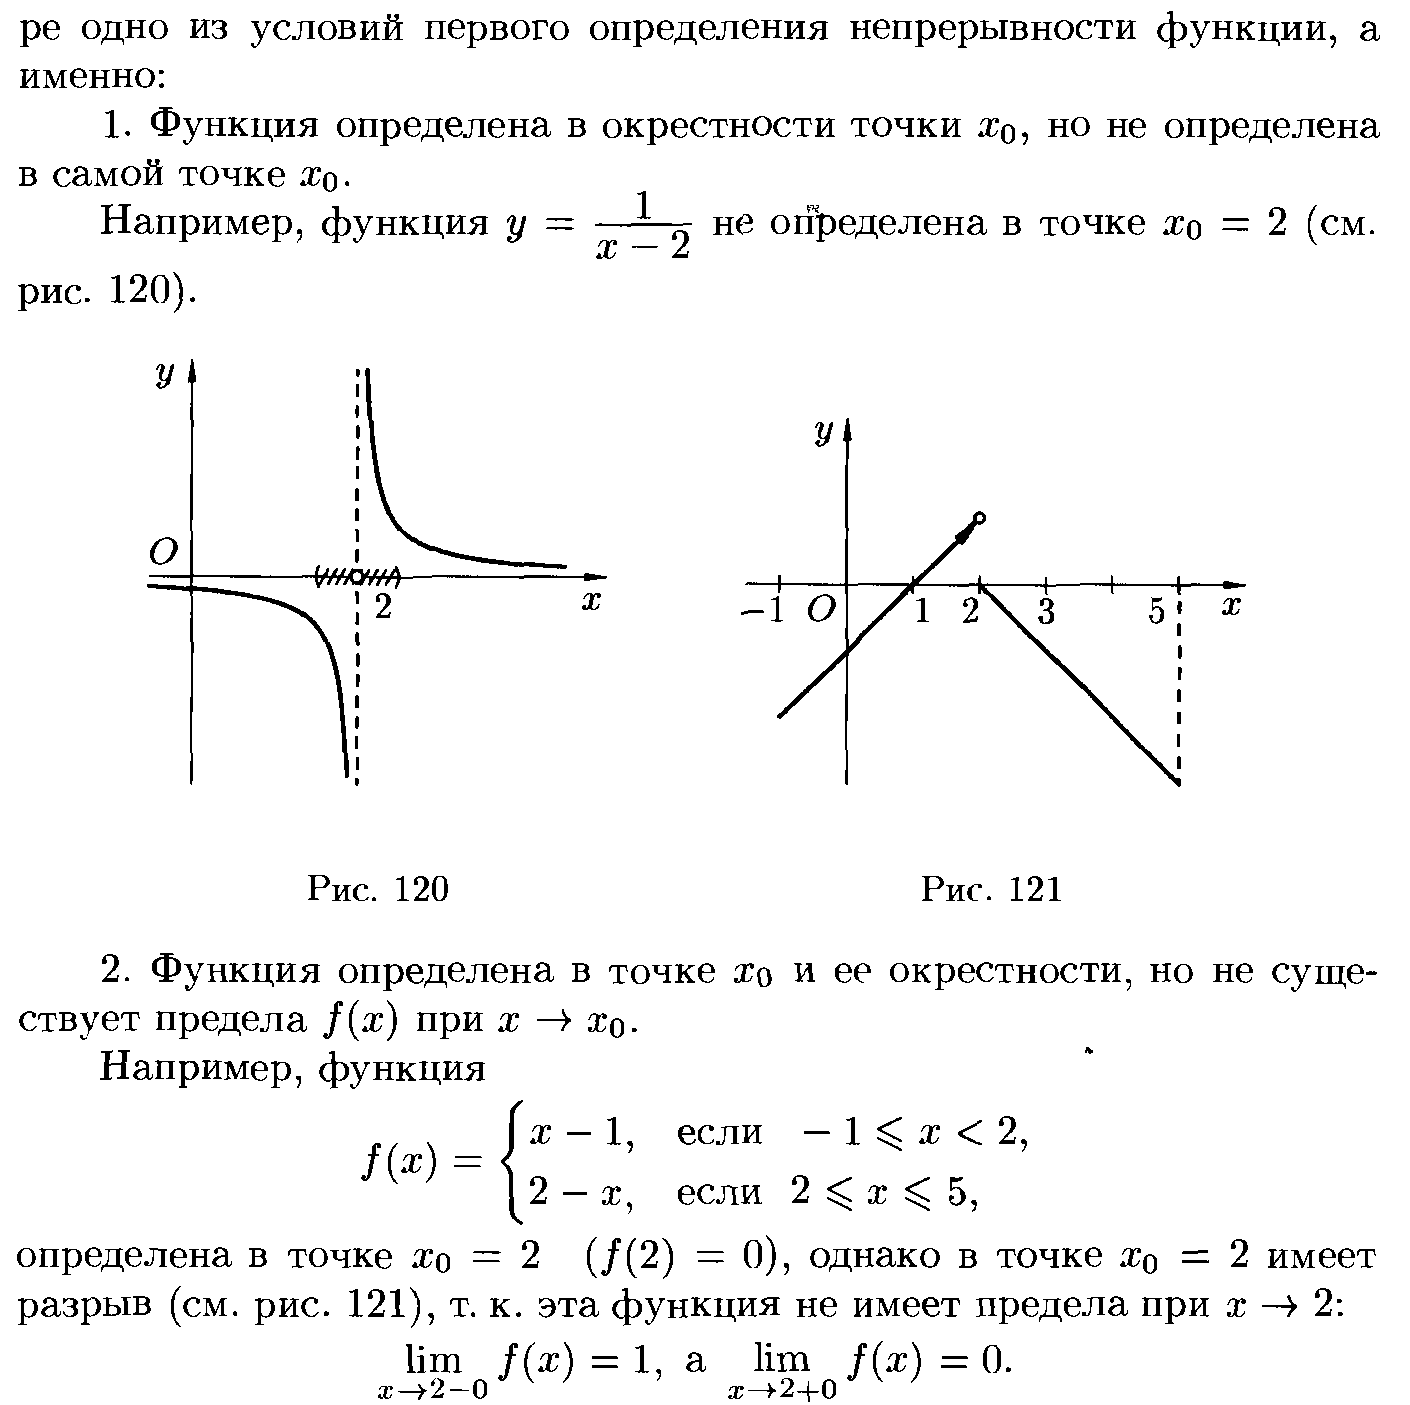 ре одно из условий первого определения непрерывности функции, а
именно:
1. Функция определена в окрестности точки x₀, но не определена
в самой точке x₀.
Например, функция y = 1/(x − 2) не определена в точке x₀ = 2 (см.
рис. 120).
y
O
2
x
y
−1 O 1 2 3 5 x
Рис. 120
Рис. 121
2. Функция определена в точке x₀ и ее окрестности, но не суще-
ствует предела f(x) при x → x₀.
Например, функция
f(x) = { x − 1, если − 1 ⩽ x < 2,
2 − x, если 2 ⩽ x ⩽ 5,
определена в точке x₀ = 2 (f(2) = 0), однако в точке x₀ = 2 имеет
разрыв (см. рис. 121), т. к. эта функция не имеет предела при x → 2:
lim x→2−0 f(x) = 1, а lim x→2+0 f(x) = 0.